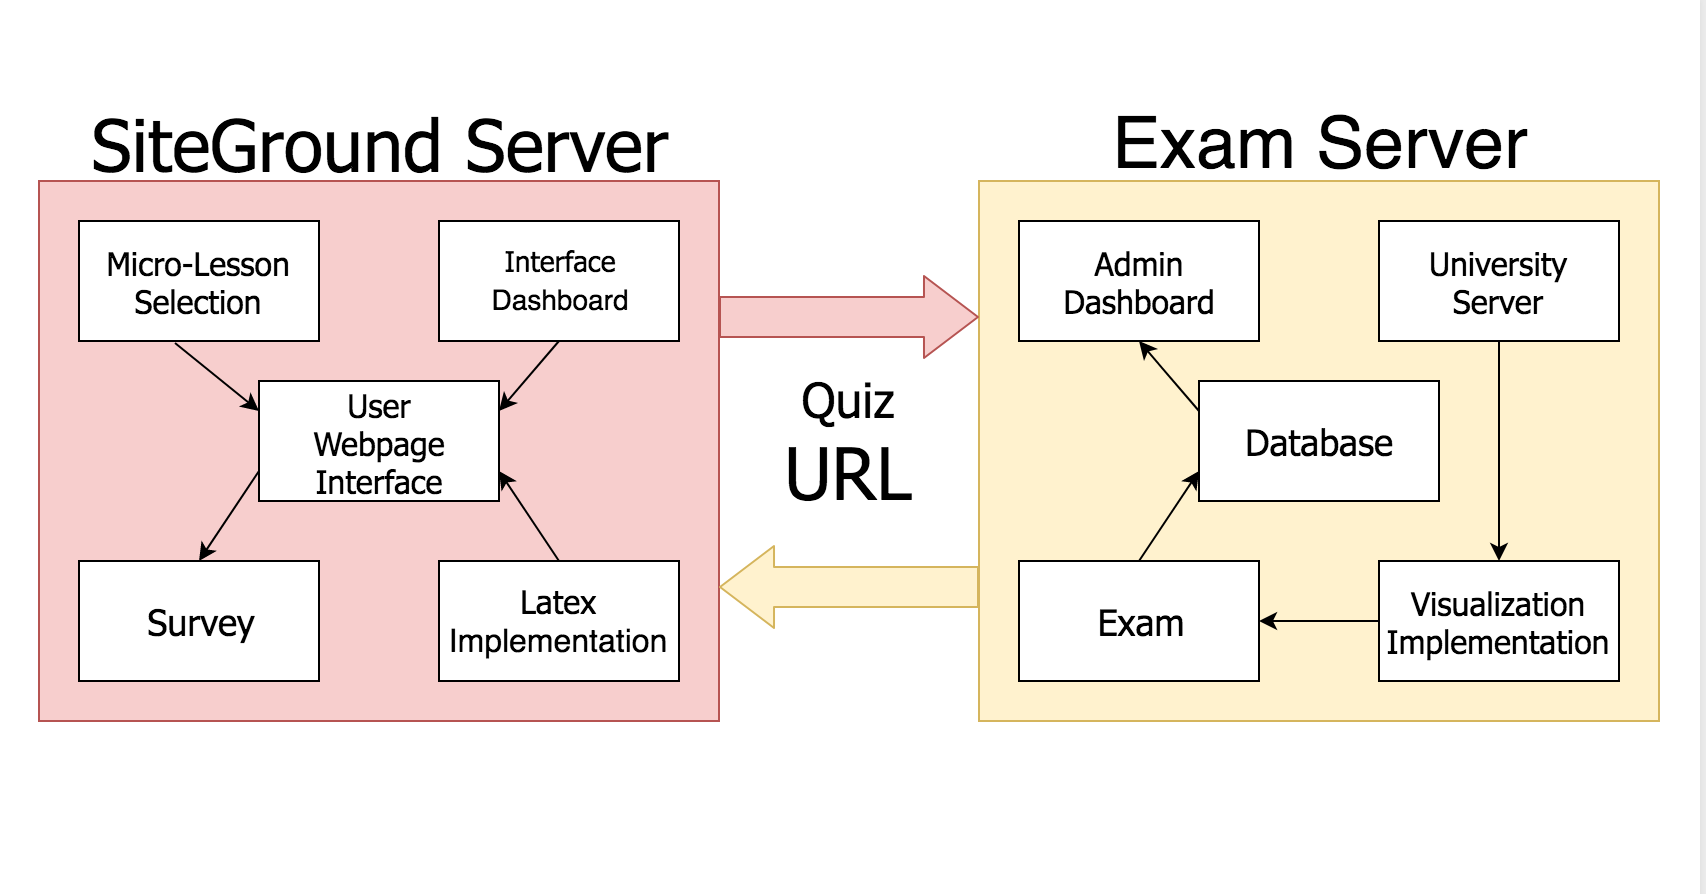 SiteGround Server
Micro-Lesson
Selection
Interface
Dashboard
User
Webpage
Interface
Survey
Latex
Implementation
Quiz
URL
Exam Server
Admin
Dashboard
University
Server
Database
Exam
Visualization
Implementation